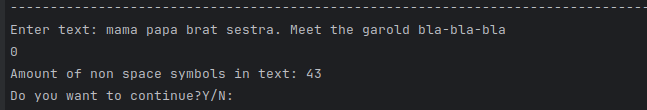 Enter text: mama papa brat sestra. Meet the garold bla-bla-bla
0
Amount of non space symbols in text: 43
Do you want to continue?Y/N: